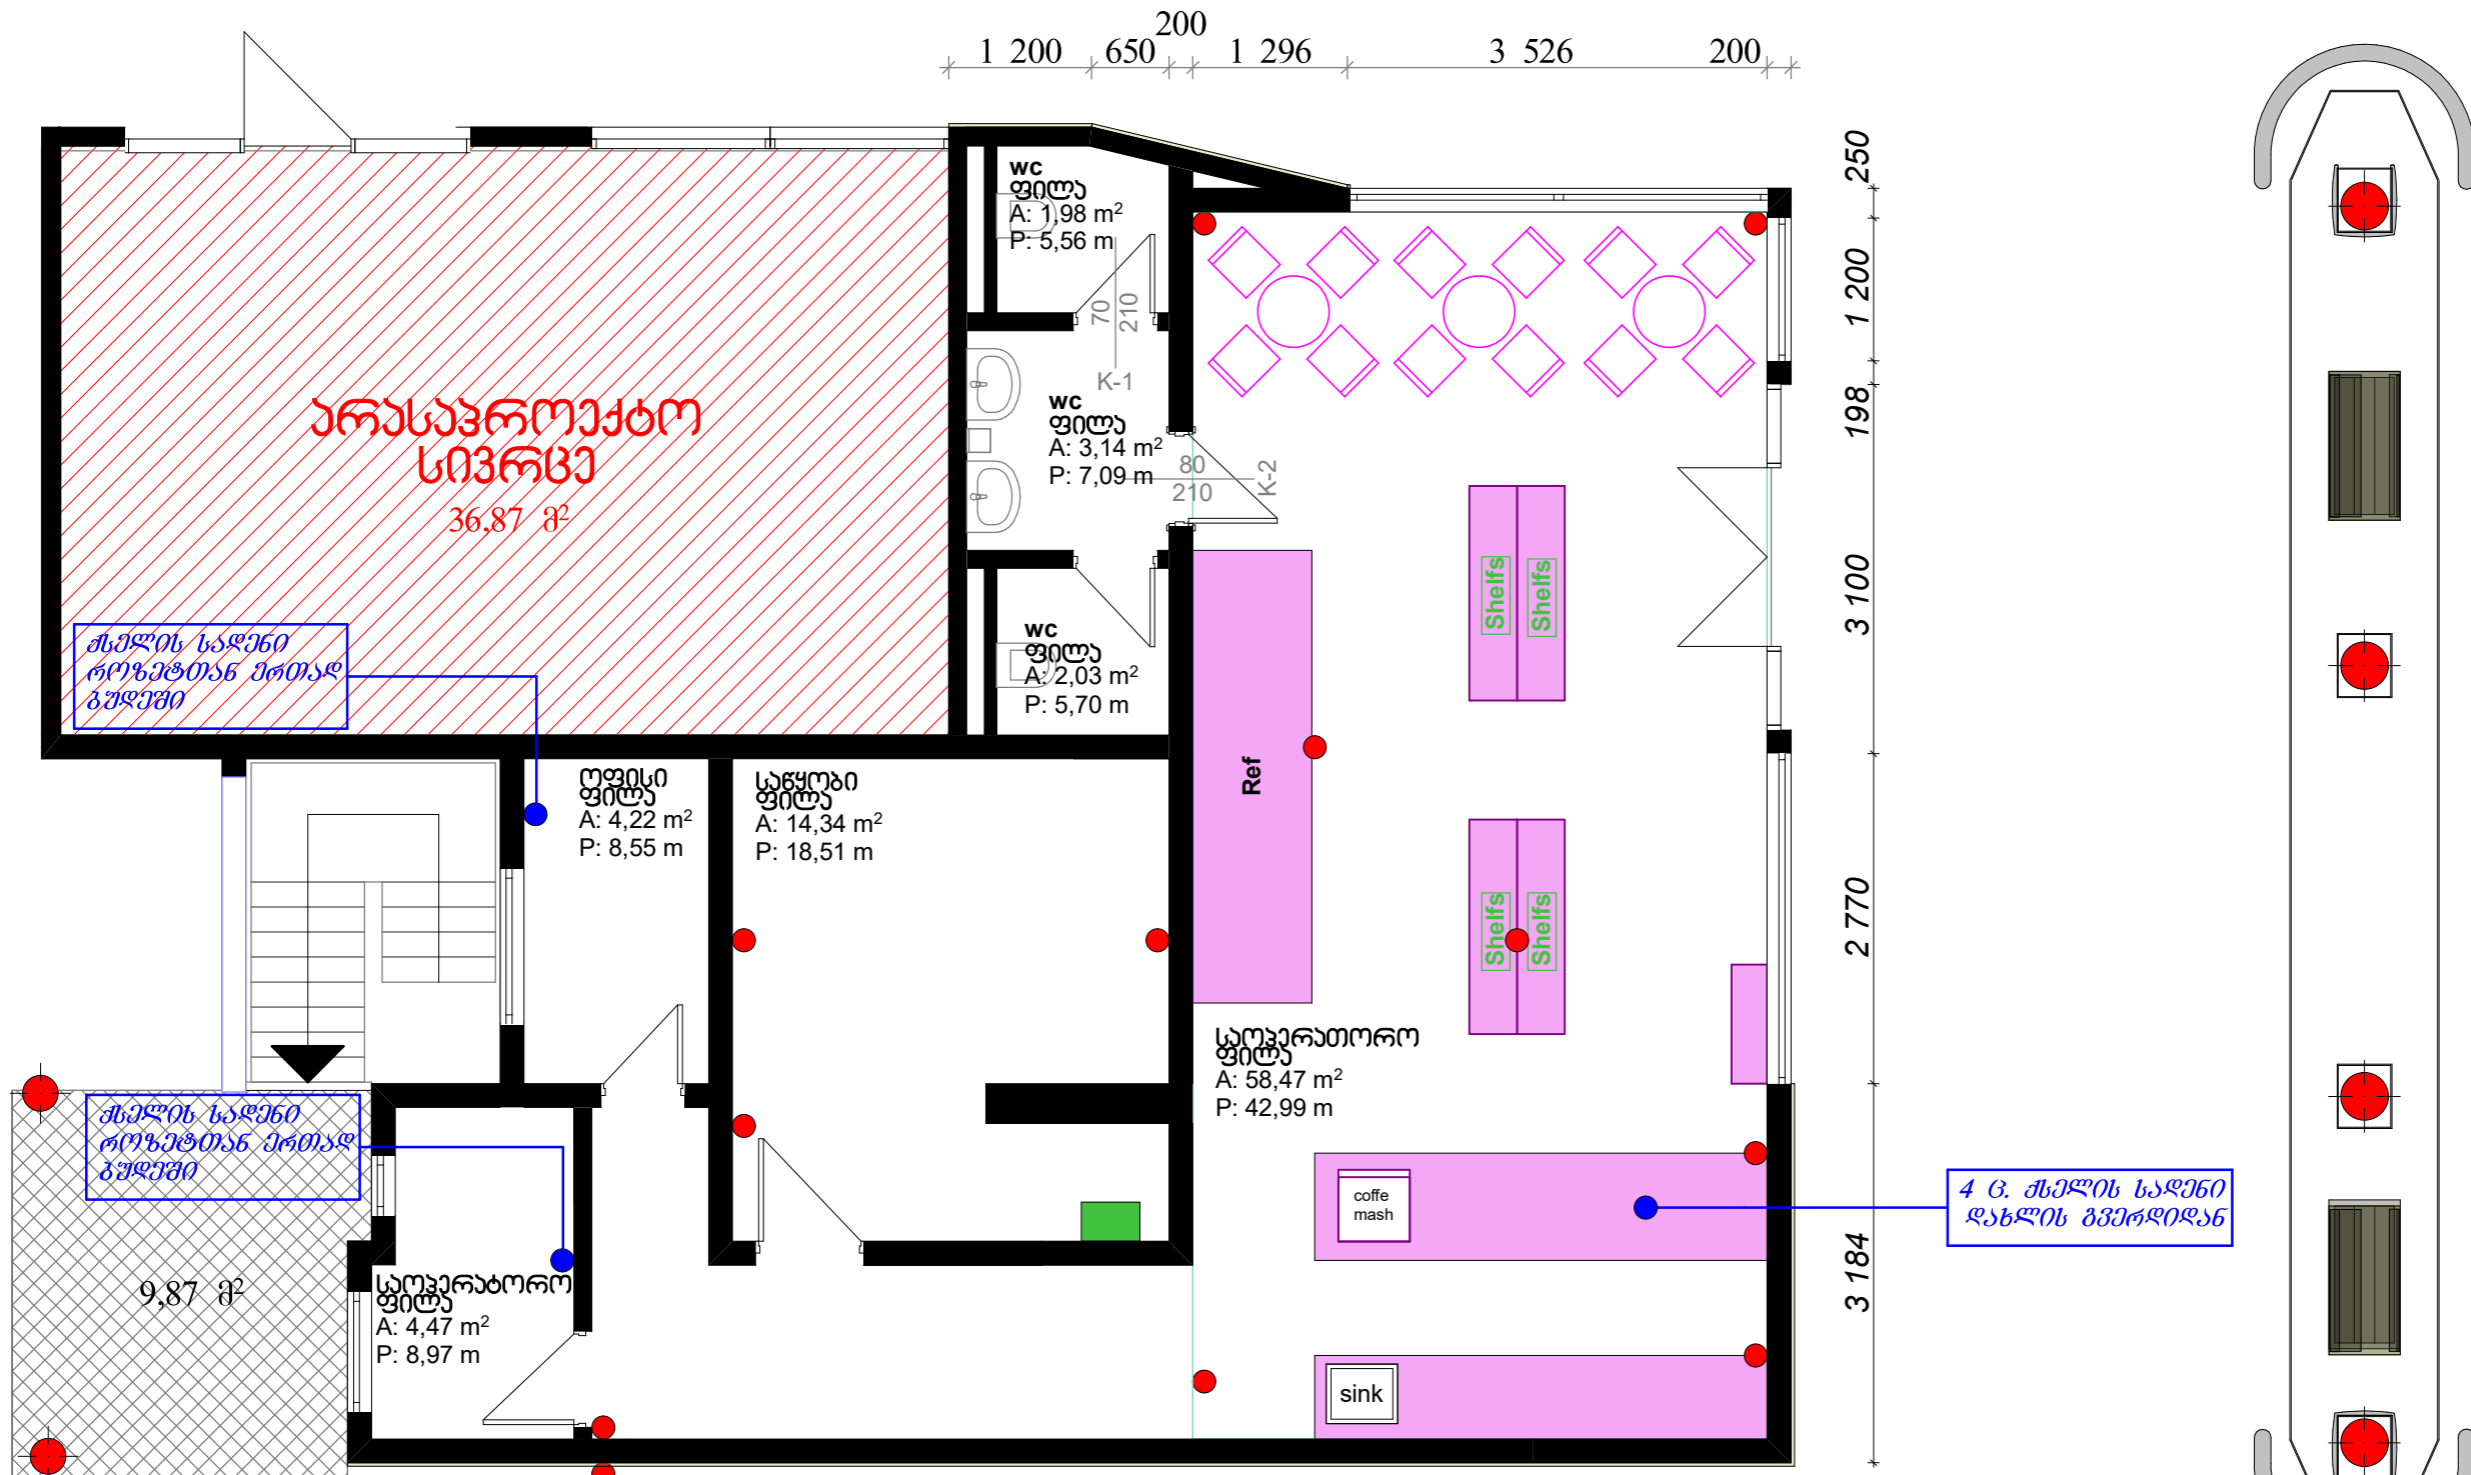 200
1 200 650 1 296 3 526 200
250
1 200
198
3 100
2 770
3 184
wc
ფილა
A: 1,98 m²
P: 5,56 m
70
210
K-1
wc
ფილა
A: 3,14 m²
P: 7,09 m
80
210
K-2
wc
ფილა
A: 2,03 m²
P: 5,70 m
არასაპროექტო
სივრცე
36,87 მ²
ქსელის სადენი
როზეტთან ერთად
ბუდეში
ოფისი
ფილა
A: 4,22 m²
P: 8,55 m
საწყობი
ფილა
A: 14,34 m²
P: 18,51 m
Ref
Shelfs
Shelfs
Shelfs
Shelfs
საოპერათორო
ფილა
A: 58,47 m²
P: 42,99 m
ქსელის სადენი
როზეტთან ერთად
ბუდეში
9,87 მ²
საოპერატორო
ფილა
A: 4,47 m²
P: 8,97 m
coffe
mash
sink
4 ც. ქსელის სადენი
დახლის გვერდიდან